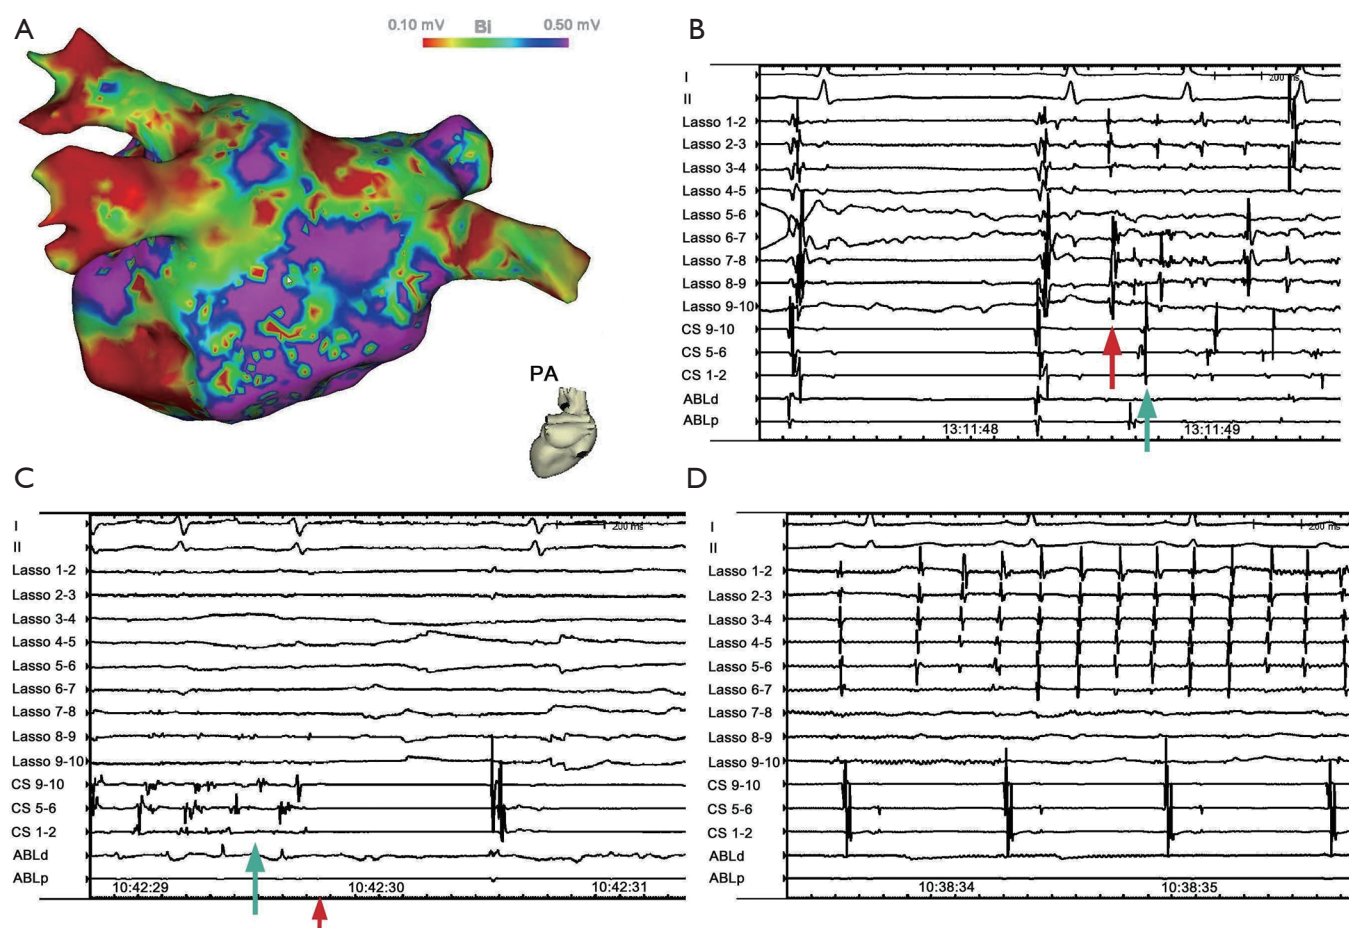 A
0.10 mV Bi 0.50 mV
PA
B
I
200 ms
II
Lasso 1-2
Lasso 2-3
Lasso 3-4
Lasso 4-5
Lasso 5-6
Lasso 6-7
Lasso 7-8
Lasso 8-9
Lasso 9-10
CS 9-10
CS 5-6
CS 1-2
ABLd
ABLp
13:11:48 13:11:49
C
I
200 ms
II
Lasso 1-2
Lasso 2-3
Lasso 3-4
Lasso 4-5
Lasso 5-6
Lasso 6-7
Lasso 7-8
Lasso 8-9
Lasso 9-10
CS 9-10
CS 5-6
CS 1-2
ABLd
ABLp
10:42:29 10:42:30 10:42:31
D
I
200 ms
II
Lasso 1-2
Lasso 2-3
Lasso 3-4
Lasso 4-5
Lasso 5-6
Lasso 6-7
Lasso 7-8
Lasso 8-9
Lasso 9-10
CS 9-10
CS 5-6
CS 1-2
ABLd
ABLp
10:38:34 10:38:35